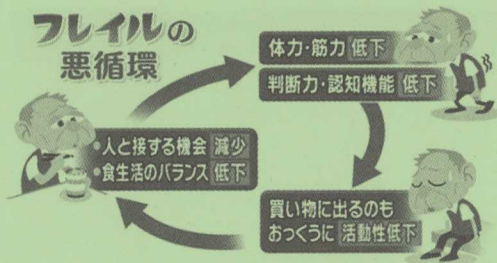 フレイルの
悪循環
体力・筋力 低下
判断力・認知機能 低下
・人と接する機会 減少
・食生活のバランス 低下
買い物に出るのも
おっくうに 活動性低下